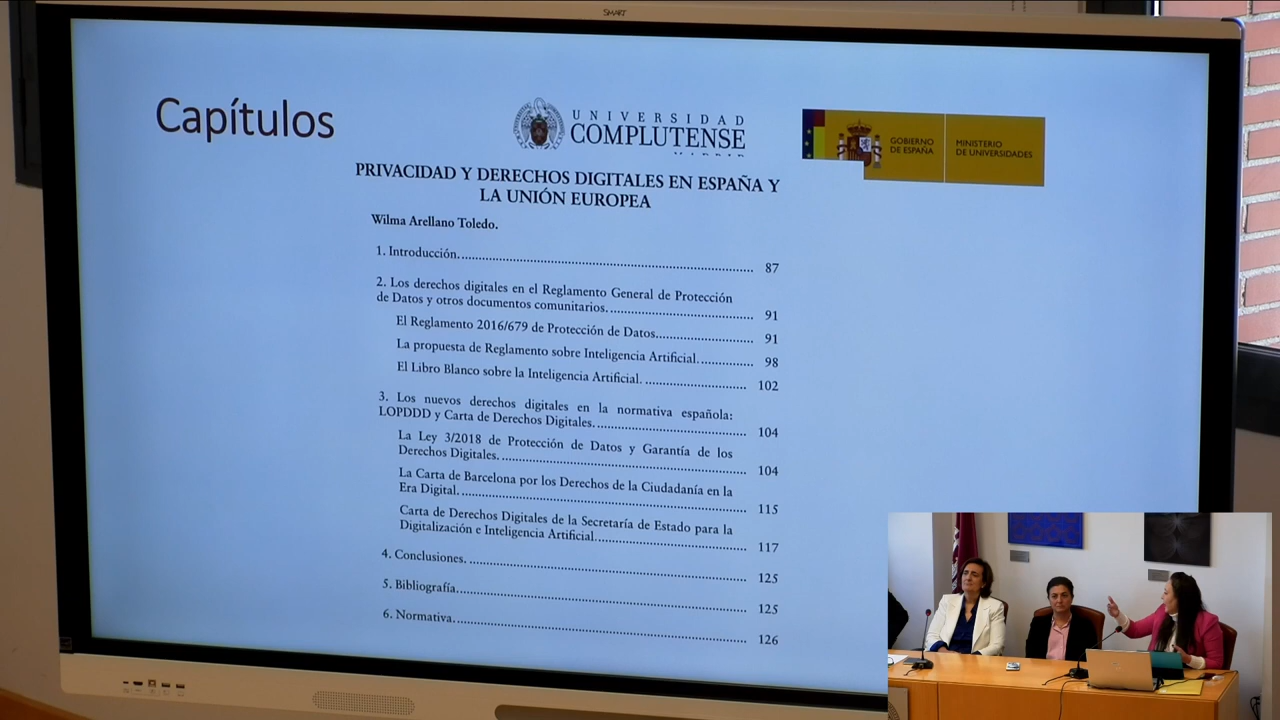 SMART
Capítulos
UNIVERSIDAD
COMPLUTENSE
GOBIERNO
DE ESPAÑA
MINISTERIO
DE UNIVERSIDADES
PRIVACIDAD Y DERECHOS DIGITALES EN ESPAÑA Y
LA UNIÓN EUROPEA
Wilma Arellano Toledo.
1. Introducción. 87
2. Los derechos digitales en el Reglamento General de Protección
de Datos y otros documentos comunitarios. 91
El Reglamento 2016/679 de Protección de Datos. 91
La propuesta de Reglamento sobre Inteligencia Artificial. 98
El Libro Blanco sobre la Inteligencia Artificial. 102
3. Los nuevos derechos digitales en la normativa española:
LOPDDD y Carta de Derechos Digitales. 104
La Ley 3/2018 de Protección de Datos y Garantía de los
Derechos Digitales. 104
La Carta de Barcelona por los Derechos de la Ciudadanía en la
Era Digital. 115
Carta de Derechos Digitales de la Secretaría de Estado para la
Digitalización e Inteligencia Artificial. 117
4. Conclusiones. 125
5. Bibliografía. 125
6. Normativa. 126